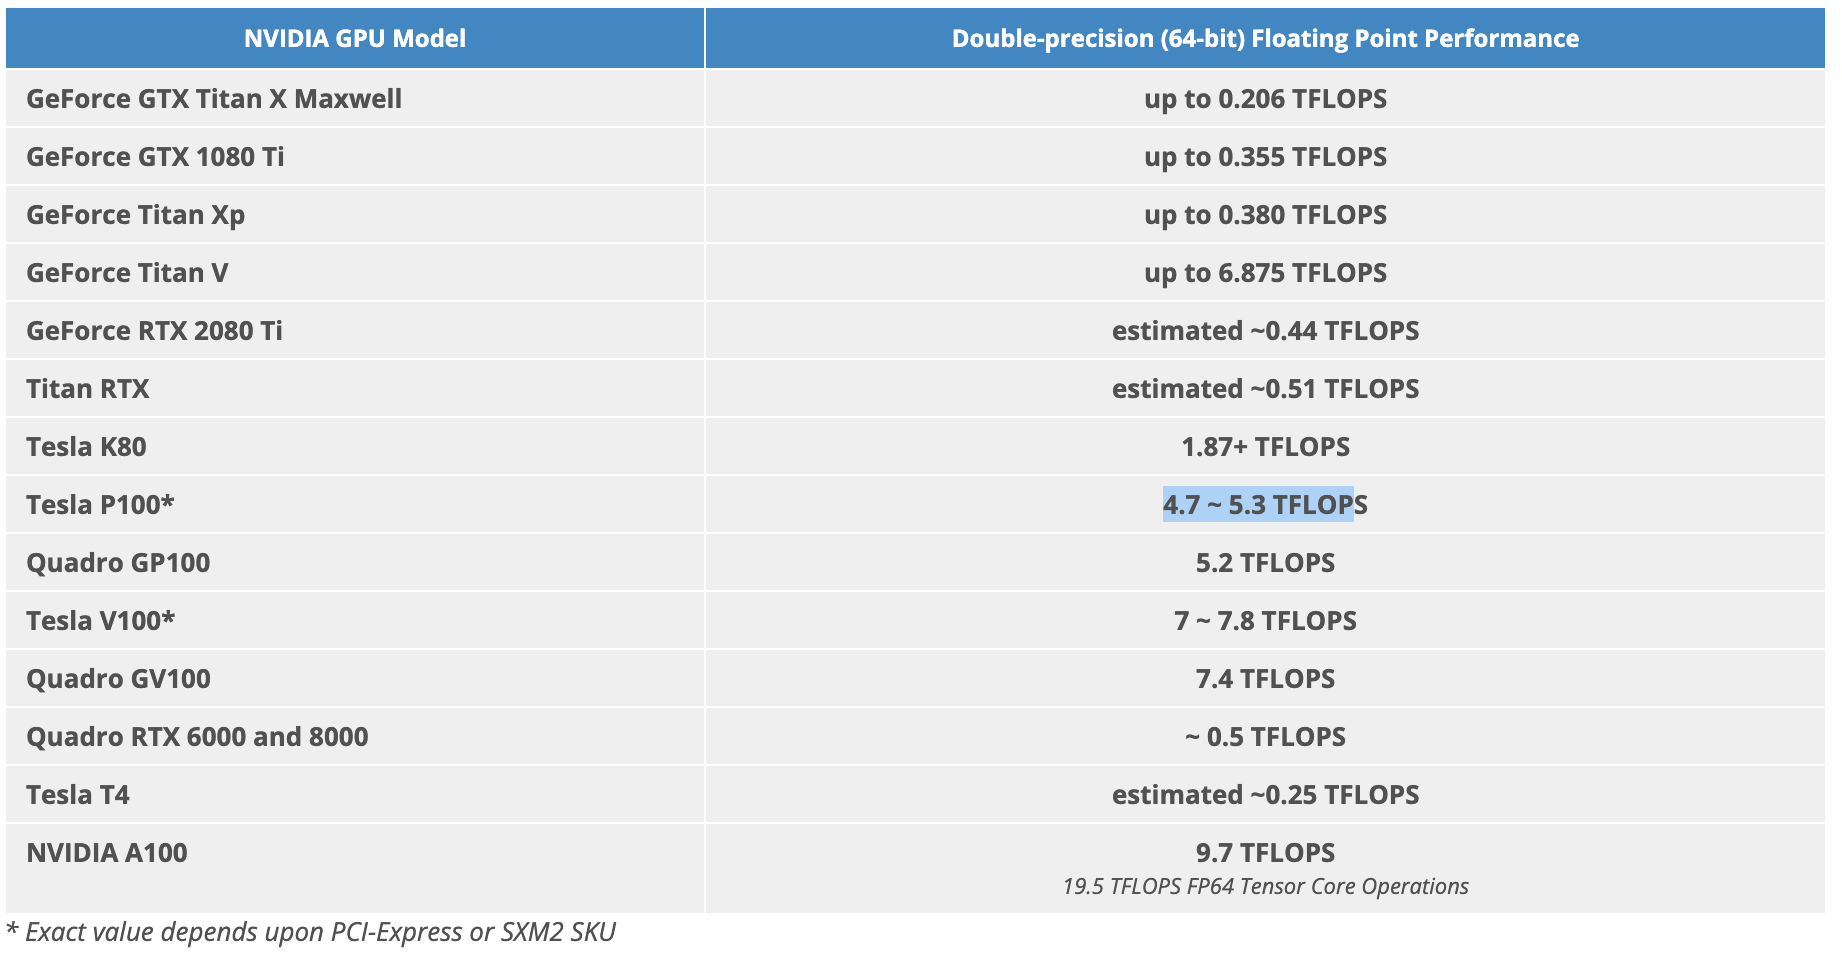 NVIDIA GPU Model Double-precision (64-bit) Floating Point Performance
GeForce GTX Titan X Maxwell up to 0.206 TFLOPS
GeForce GTX 1080 Ti up to 0.355 TFLOPS
GeForce Titan Xp up to 0.380 TFLOPS
GeForce Titan V up to 6.875 TFLOPS
GeForce RTX 2080 Ti estimated ~0.44 TFLOPS
Titan RTX estimated ~0.51 TFLOPS
Tesla K80 1.87+ TFLOPS
Tesla P100* 4.7 ~ 5.3 TFLOPS
Quadro GP100 5.2 TFLOPS
Tesla V100* 7 ~ 7.8 TFLOPS
Quadro GV100 7.4 TFLOPS
Quadro RTX 6000 and 8000 ~ 0.5 TFLOPS
Tesla T4 estimated ~0.25 TFLOPS
NVIDIA A100 9.7 TFLOPS
19.5 TFLOPS FP64 Tensor Core Operations
* Exact value depends upon PCI-Express or SXM2 SKU